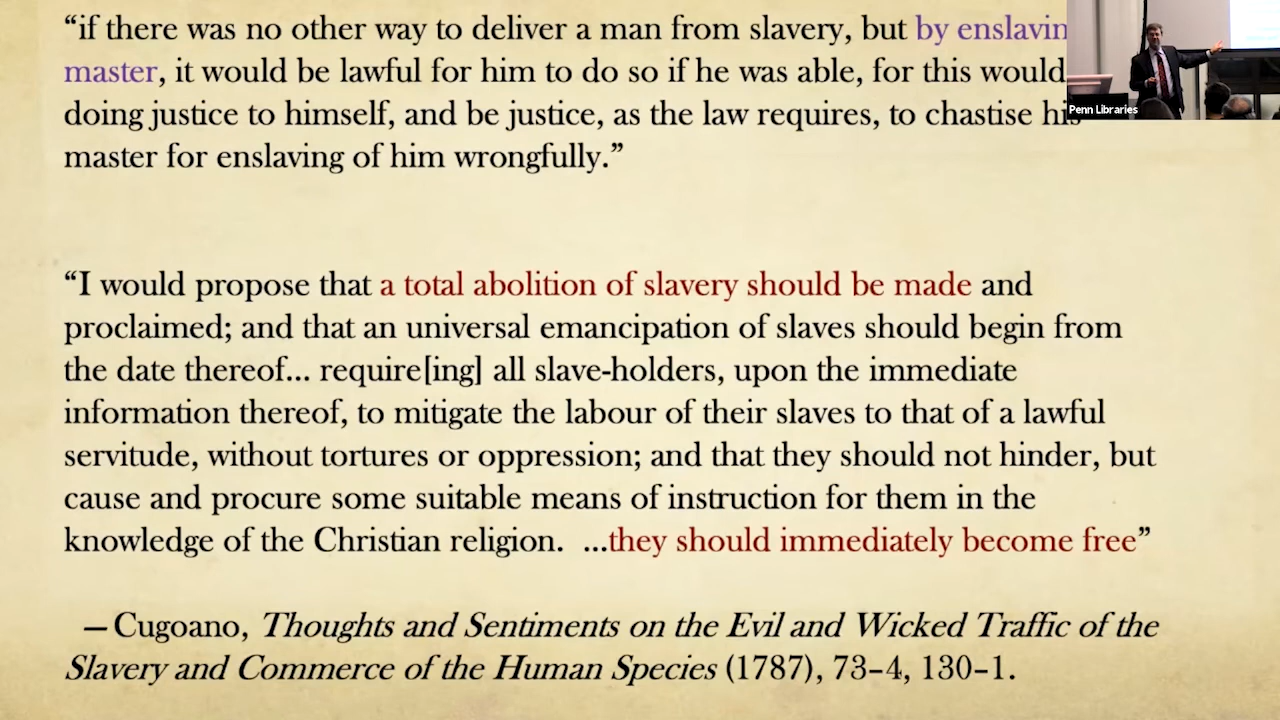 “if there was no other way to deliver a man from slavery, but by enslavin
master, it would be lawful for him to do so if he was able, for this would
doing justice to himself, and be justice, as the law requires, to chastise his
master for enslaving of him wrongfully.”
Penn Libraries
“I would propose that a total abolition of slavery should be made and
proclaimed; and that an universal emancipation of slaves should begin from
the date thereof... require[ing] all slave-holders, upon the immediate
information thereof, to mitigate the labour of their slaves to that of a lawful
servitude, without tortures or oppression; and that they should not hinder, but
cause and procure some suitable means of instruction for them in the
knowledge of the Christian religion. ...they should immediately become free”
– Cugoano, Thoughts and Sentiments on the Evil and Wicked Traffic of the
Slavery and Commerce of the Human Species (1787), 73–4, 130–1.